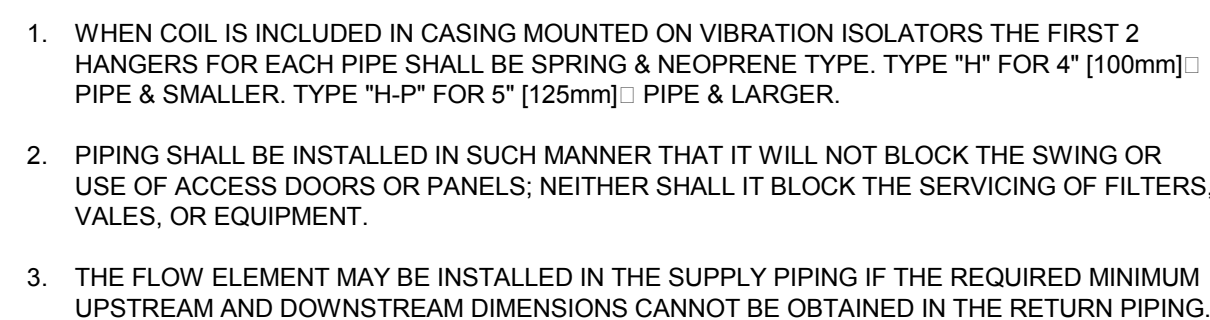 1. WHEN COIL IS INCLUDED IN CASING MOUNTED ON VIBRATION ISOLATORS THE FIRST 2
HANGERS FOR EACH PIPE SHALL BE SPRING & NEOPRENE TYPE. TYPE "H" FOR 4" [100mm]□
PIPE & SMALLER. TYPE "H-P" FOR 5" [125mm]□ PIPE & LARGER.
2. PIPING SHALL BE INSTALLED IN SUCH MANNER THAT IT WILL NOT BLOCK THE SWING OR
USE OF ACCESS DOORS OR PANELS; NEITHER SHALL IT BLOCK THE SERVICING OF FILTERS,
VALES, OR EQUIPMENT.
3. THE FLOW ELEMENT MAY BE INSTALLED IN THE SUPPLY PIPING IF THE REQUIRED MINIMUM
UPSTREAM AND DOWNSTREAM DIMENSIONS CANNOT BE OBTAINED IN THE RETURN PIPING.